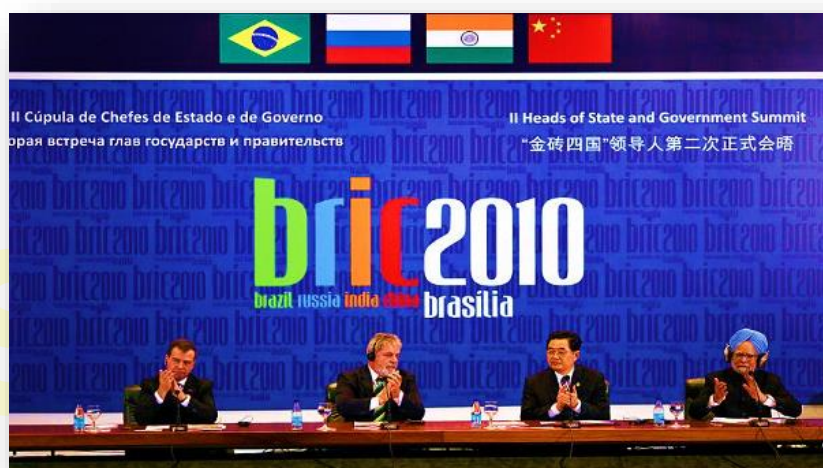 II Cúpula de Chefes de Estado e de Governo
II Heads of State and Government Summit
орая встреча глав государств и правительств
“金砖四国”领导人第二次正式会晤
bric2010
brazil russia india china brasília